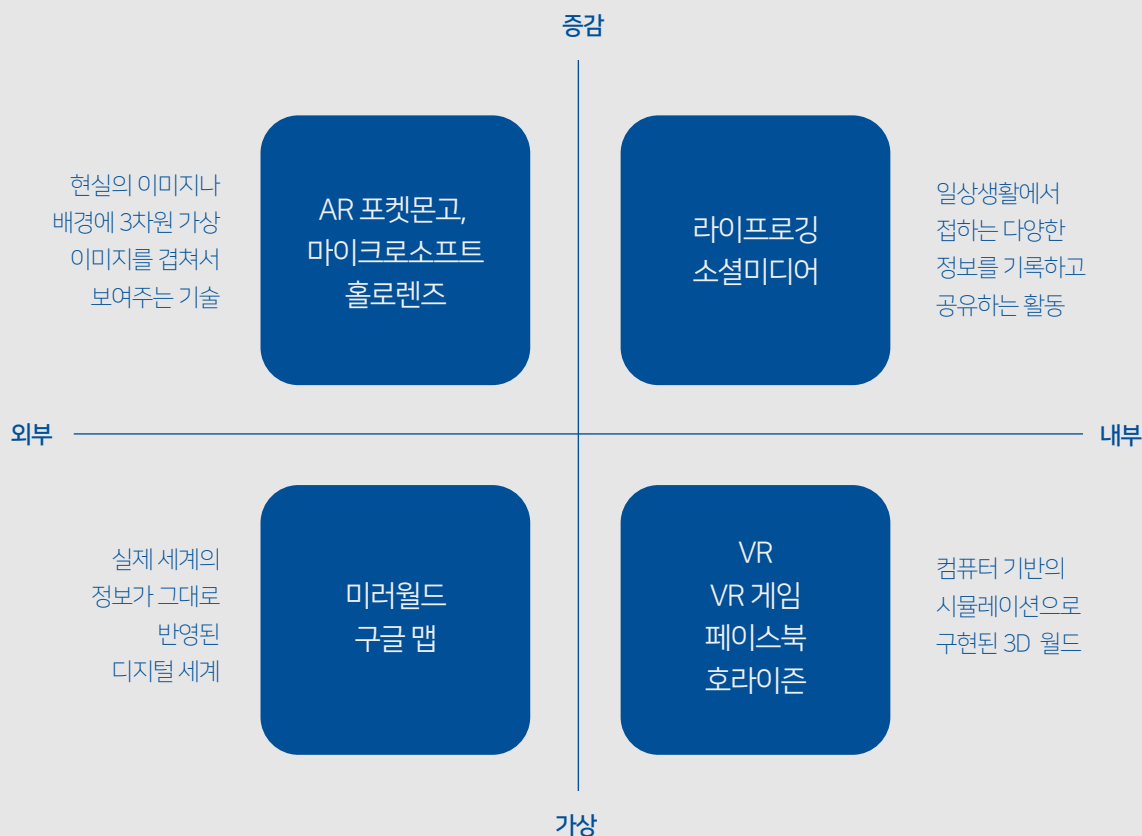 증감
현실의 이미지나
배경에 3차원 가상
이미지를 겹쳐서
보여주는 기술
AR 포켓몬고,
마이크로소프트
홀로렌즈
라이프로깅
소셜미디어
일상생활에서
접하는 다양한
정보를 기록하고
공유하는 활동
외부
내부
실제 세계의
정보가 그대로
반영된
디지털 세계
미러월드
구글 맵
VR
VR 게임
페이스북
호라이즌
컴퓨터 기반의
시뮬레이션으로
구현된 3D 월드
가상